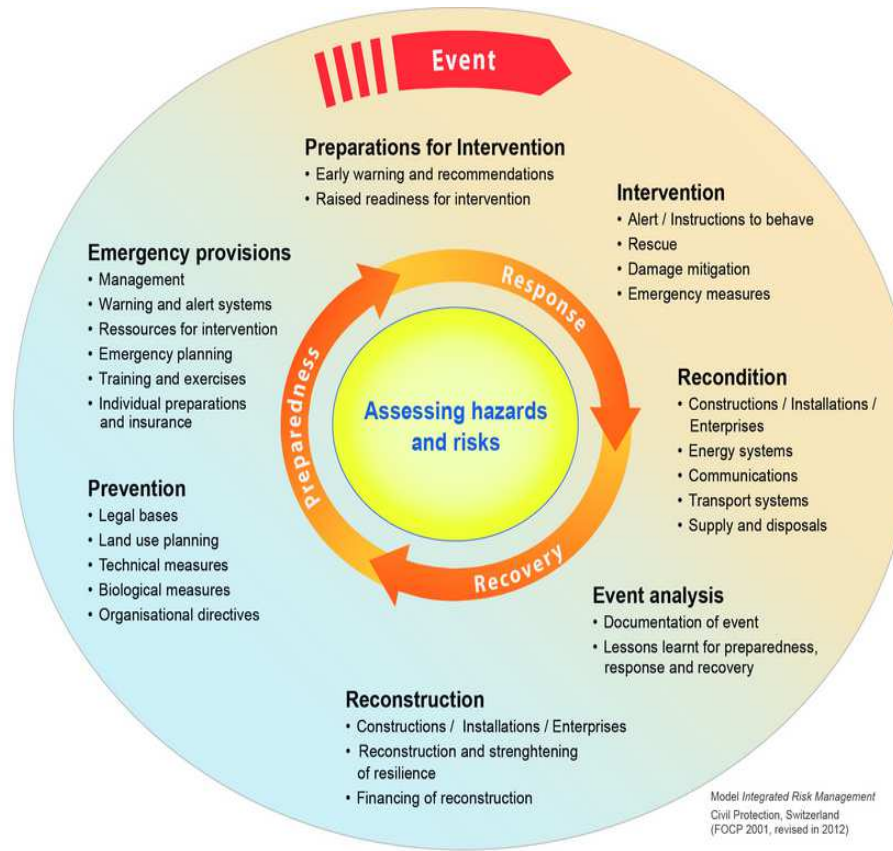 Event
Preparations for Intervention
• Early warning and recommendations
• Raised readiness for intervention
Intervention
• Alert / Instructions to behave
• Rescue
• Damage mitigation
• Emergency measures
Emergency provisions
• Management
• Warning and alert systems
• Ressources for intervention
• Emergency planning
• Training and exercises
• Individual preparations
and insurance
Response
Preparedness
Recovery
Assessing hazards
and risks
Recondition
• Constructions / Installations /
Enterprises
• Energy systems
• Communications
• Transport systems
• Supply and disposals
Prevention
• Legal bases
• Land use planning
• Technical measures
• Biological measures
• Organisational directives
Event analysis
• Documentation of event
• Lessons learnt for preparedness,
response and recovery
Reconstruction
• Constructions / Installations / Enterprises
• Reconstruction and strenghtening
of resilience
• Financing of reconstruction
Model Integrated Risk Management
Civil Protection, Switzerland
(FOCP 2001, revised in 2012)